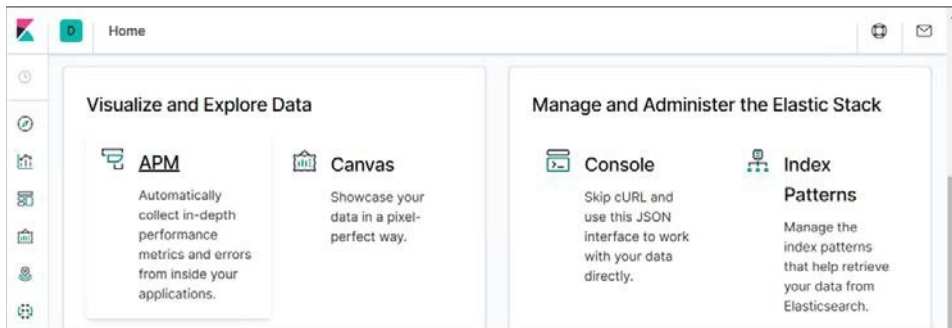 D Home
Visualize and Explore Data
APM
Automatically
collect in-depth
performance
metrics and errors
from inside your
applications.
Canvas
Showcase your
data in a pixel-
perfect way.
Manage and Administer the Elastic Stack
Console
Skip cURL and
use this JSON
interface to work
with your data
directly.
Index
Patterns
Manage the
index patterns
that help retrieve
your data from
Elasticsearch.